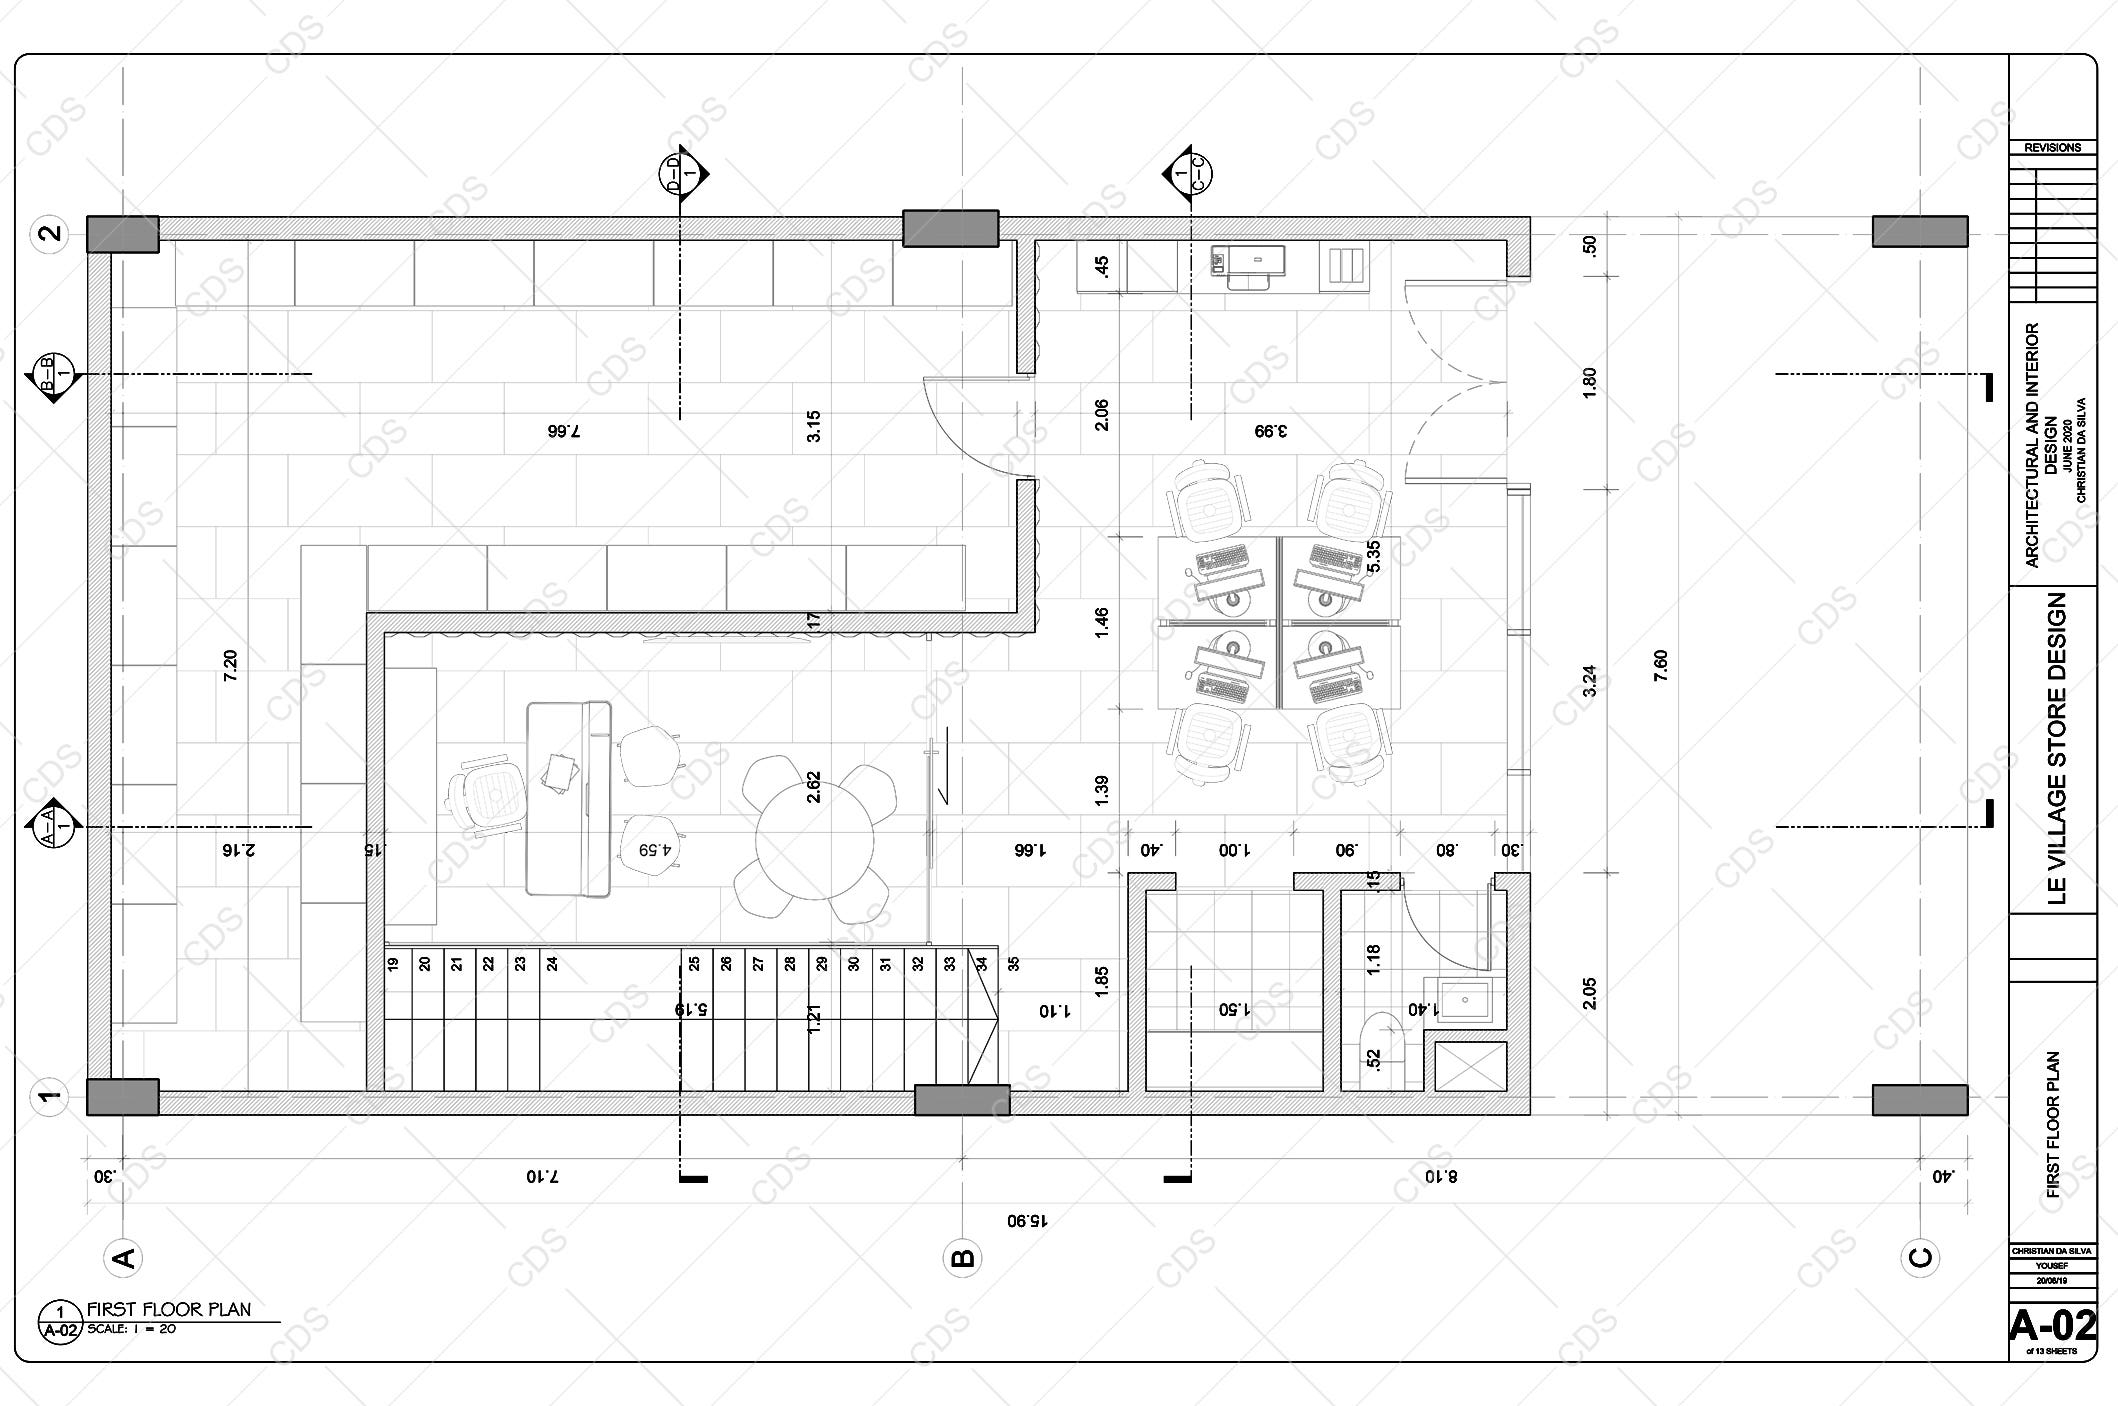 D-D
1
1
C-C
2
B-B
1
A-A
1
1
.45
7.66
3.15
2.06
3.99
.50
1.80
5.35
7.20
.17
1.46
3.24
7.60
2.62
1.39
2.16
.15
4.59
1.66
.40
1.00
.90
.80
.30
.15
19
20
21
22
23
24
25
26
27
28
29
30
31
32
33
34
35
5.19
1.21
1.10
1.85
1.50
1.18
1.40
.52
2.05
.30
7.10
8.10
.40
15.90
A
B
C
1
A-02
FIRST FLOOR PLAN
SCALE: 1 = 20
REVISIONS
ARCHITECTURAL AND INTERIOR
DESIGN
JUNE 2020
CHRISTIAN DA SILVA
LE VILLAGE STORE DESIGN
FIRST FLOOR PLAN
CHRISTIAN DA SILVA
YOUSEF
20/06/19
A-02
of 13 SHEETS
CDS